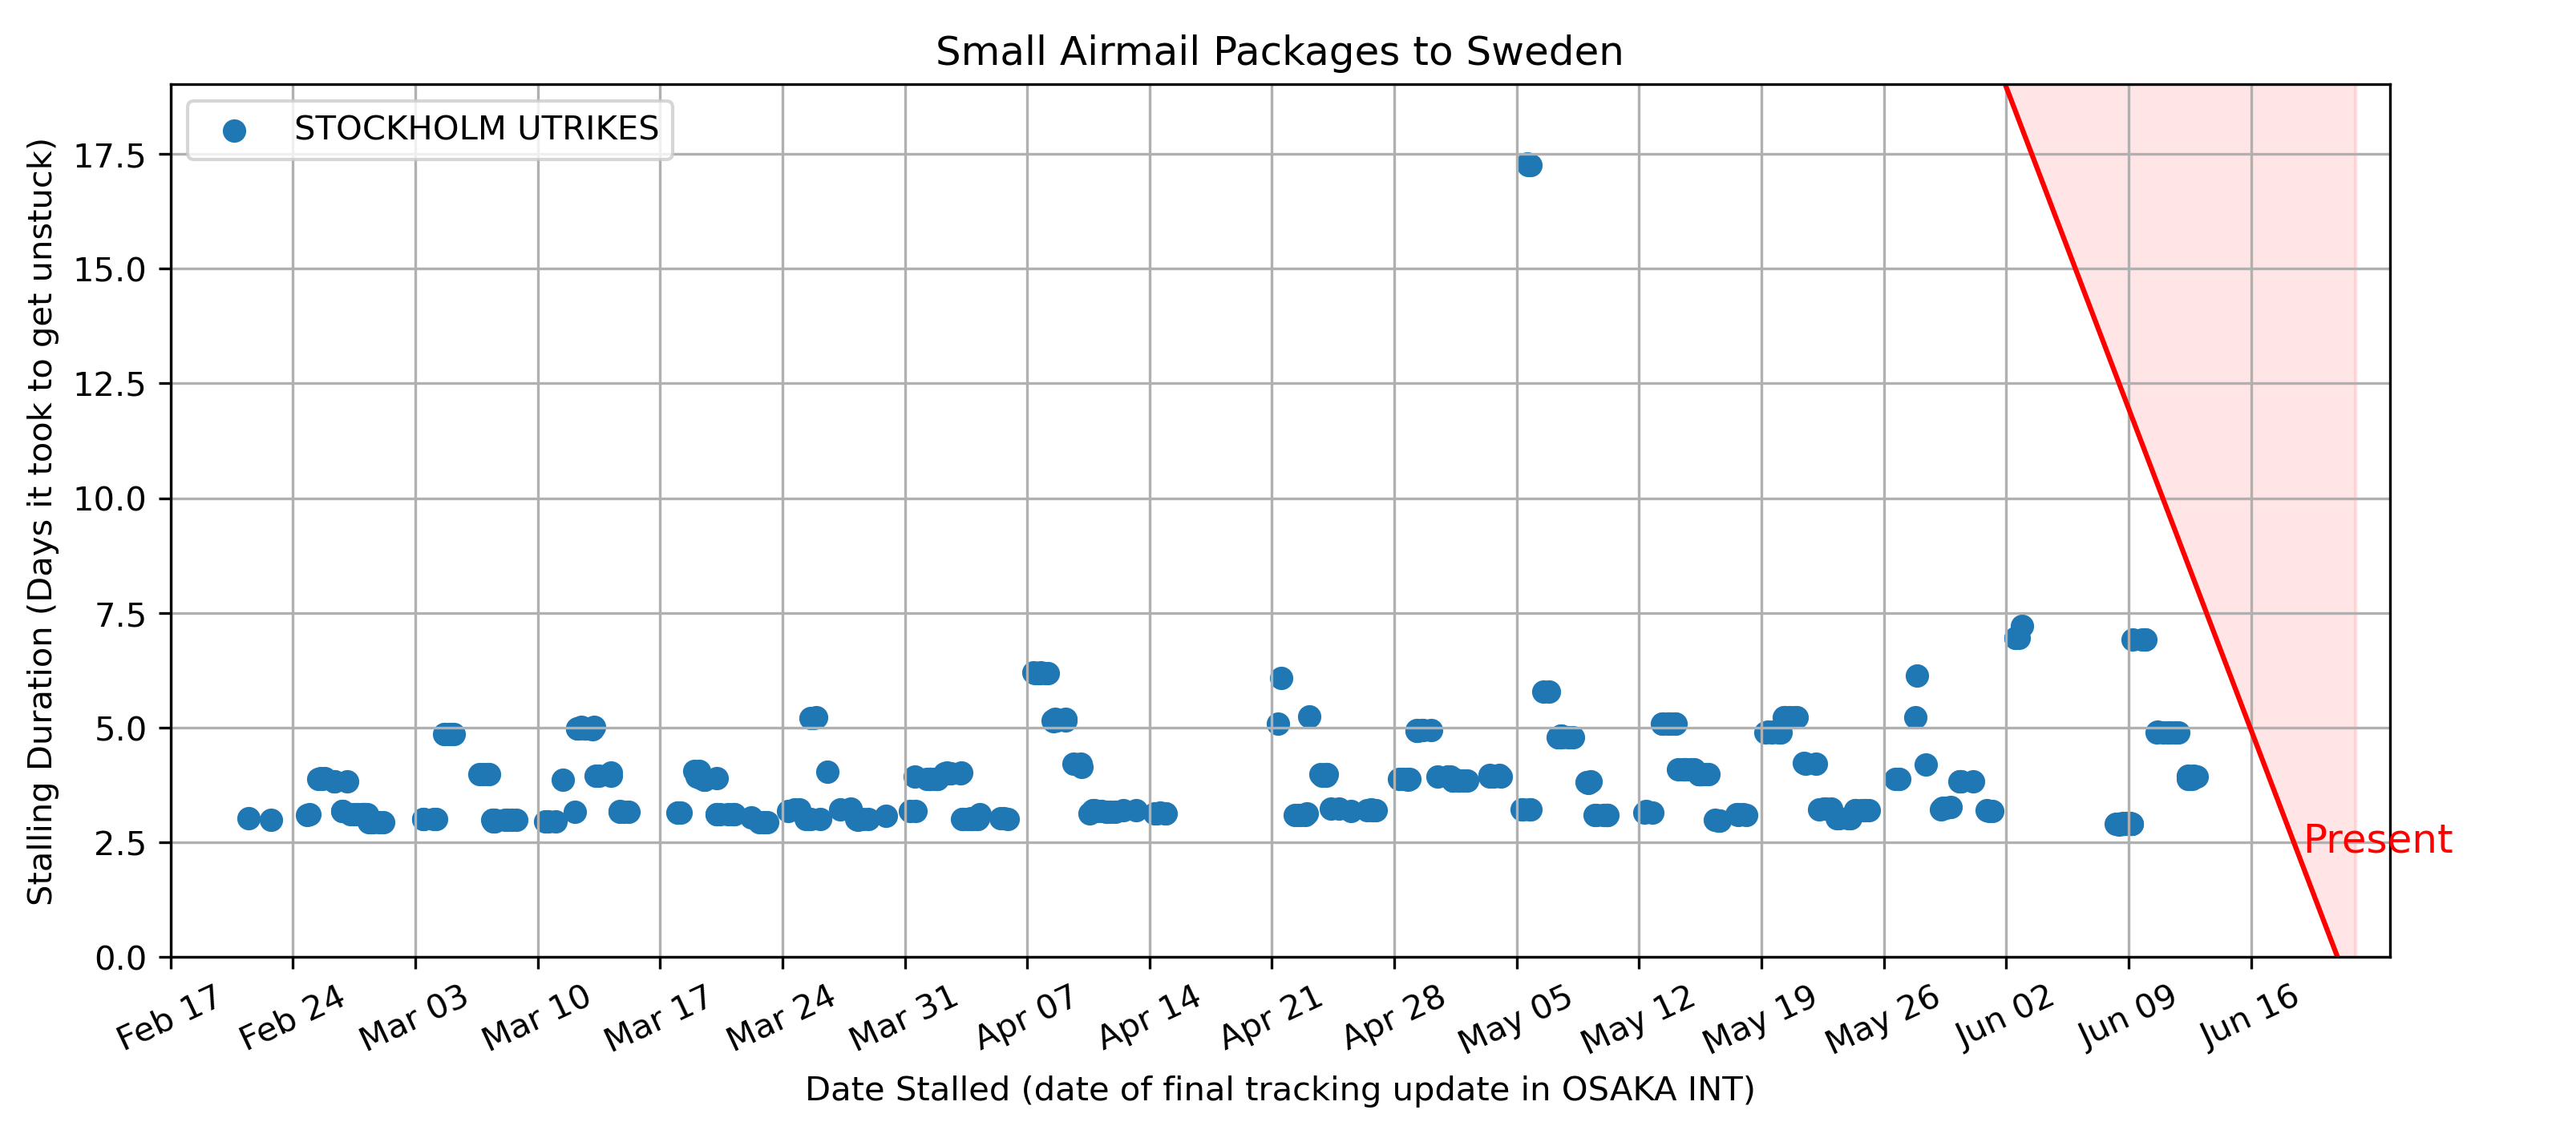 Small Airmail Packages to Sweden
STOCKHOLM UTRIKES
Stalling Duration (Days it took to get unstuck)
17.5
15.0
12.5
10.0
7.5
5.0
2.5
0.0
Present
Feb 17
Feb 24
Mar 03
Mar 10
Mar 17
Mar 24
Mar 31
Apr 07
Apr 14
Apr 21
Apr 28
May 05
May 12
May 19
May 26
Jun 02
Jun 09
Jun 16
Date Stalled (date of final tracking update in OSAKA INT)